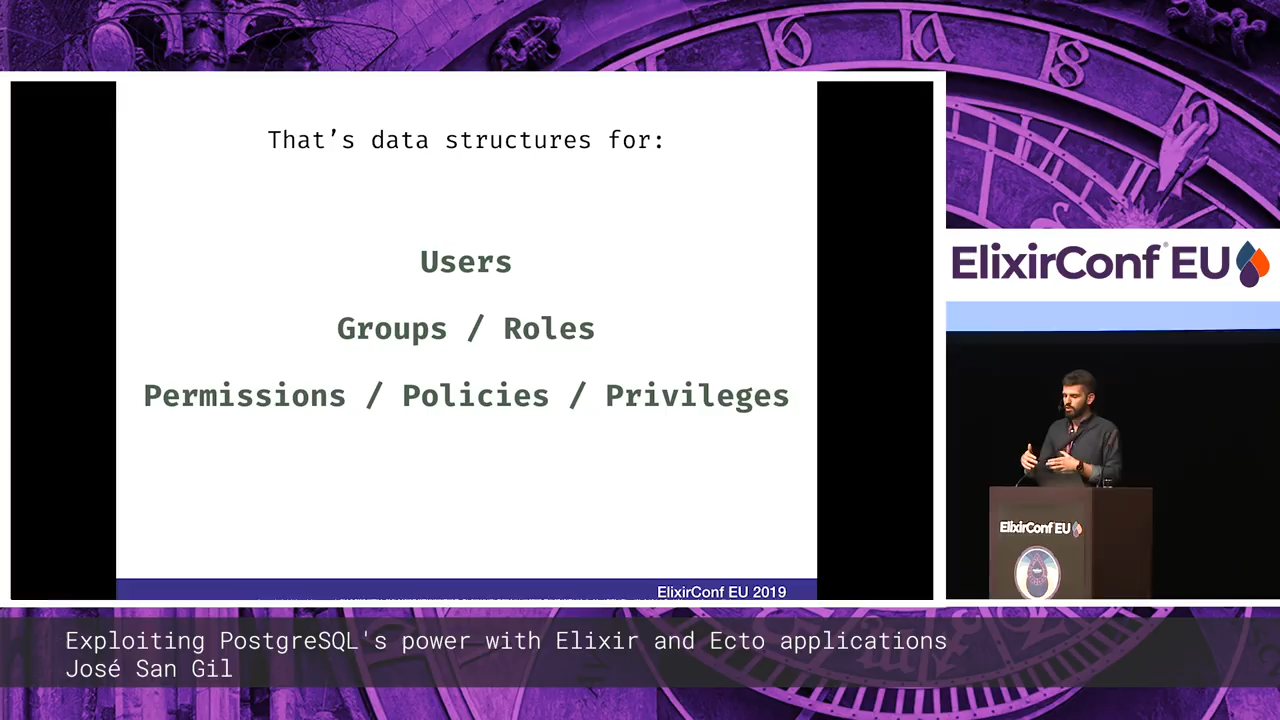 That's data structures for:
Users
Groups / Roles
Permissions / Policies / Privileges
ElixirConf EU 2019
ElixirConf® EU
ElixirConf EU
Exploiting PostgreSQL's power with Elixir and Ecto applications
José San Gil